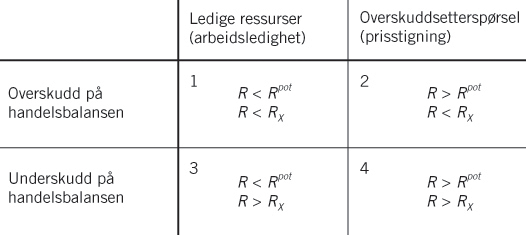 Ledige ressurser
(arbeidsledighet)
Overskuddsetterspørsel
(prisstigning)
Overskudd på
handelsbalansen
1
R < R^pot
R < R_X
2
R > R^pot
R < R_X
Underskudd på
handelsbalansen
3
R < R^pot
R > R_X
4
R > R^pot
R > R_X